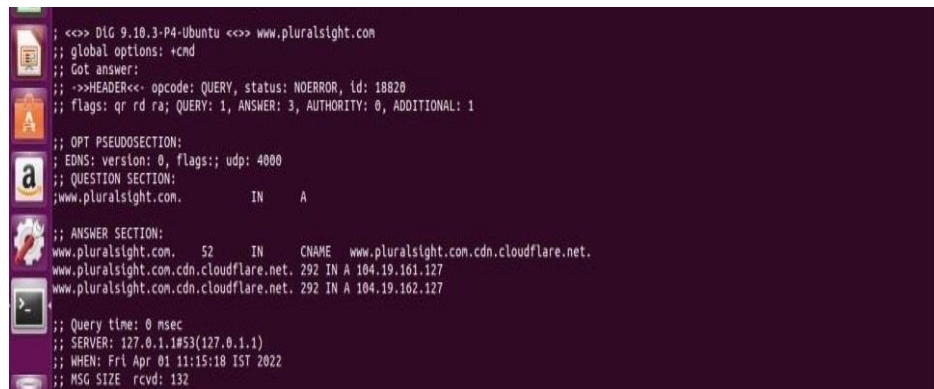 ; <<>> DiG 9.10.3-P4-Ubuntu <<>> www.pluralsight.com
;; global options: +cmd
;; Got answer:
;; ->>HEADER<<- opcode: QUERY, status: NOERROR, id: 18820
;; flags: qr rd ra; QUERY: 1, ANSWER: 3, AUTHORITY: 0, ADDITIONAL: 1
;; OPT PSEUDOSECTION:
; EDNS: version: 0, flags:; udp: 4000
;; QUESTION SECTION:
;www.pluralsight.com. IN A
;; ANSWER SECTION:
www.pluralsight.com. 52 IN CNAME www.pluralsight.com.cdn.cloudflare.net.
www.pluralsight.com.cdn.cloudflare.net. 292 IN A 104.19.161.127
www.pluralsight.com.cdn.cloudflare.net. 292 IN A 104.19.162.127
;; Query time: 0 msec
;; SERVER: 127.0.1.1#53(127.0.1.1)
;; WHEN: Fri Apr 01 11:15:18 IST 2022
;; MSG SIZE rcvd: 132